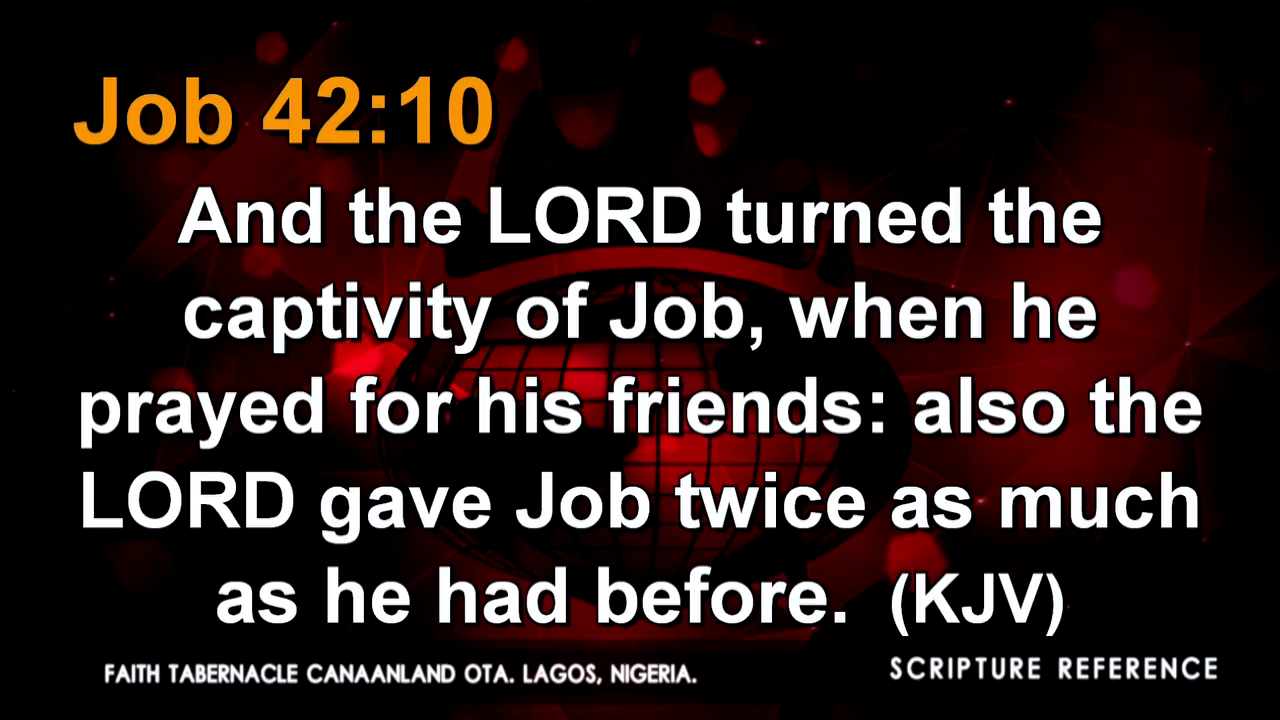 Job 42:10
And the LORD turned the
captivity of Job, when he
prayed for his friends: also the
LORD gave Job twice as much
as he had before. (KJV)
FAITH TABERNACLE CANAANLAND OTA. LAGOS, NIGERIA.
SCRIPTURE REFERENCE